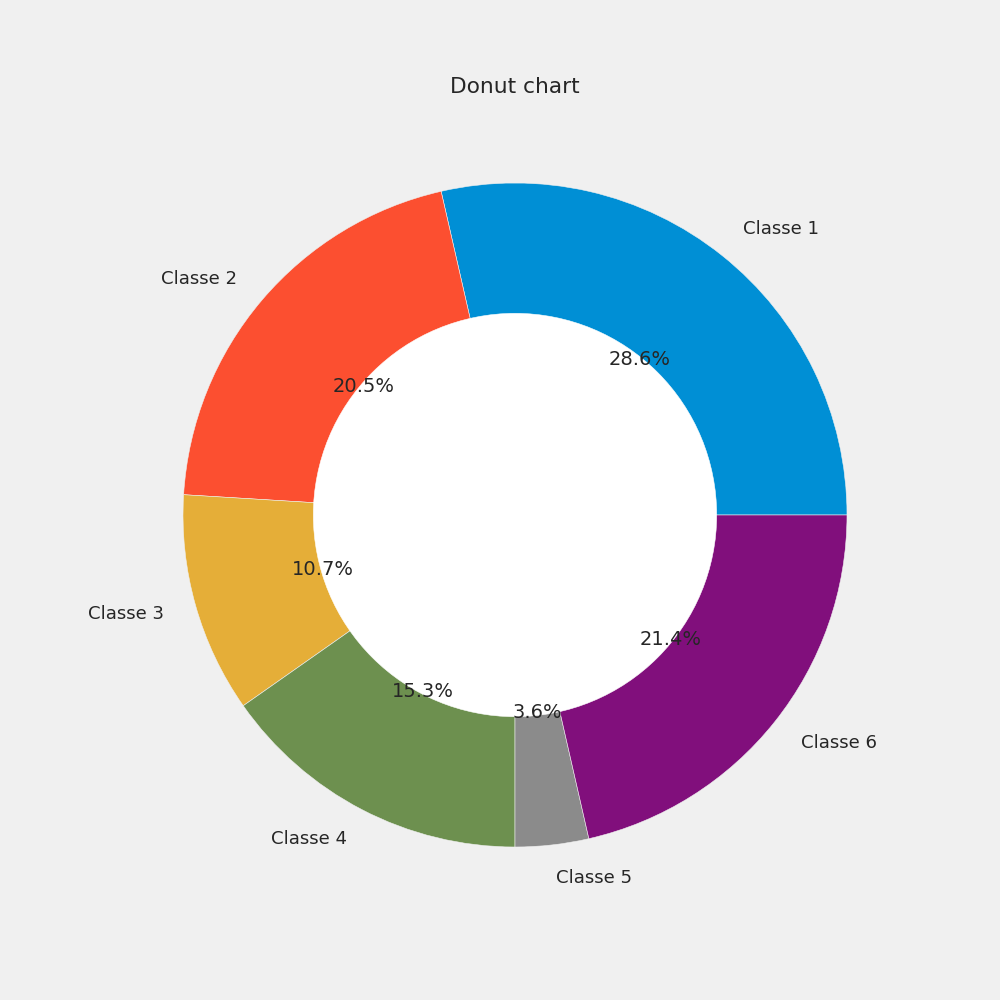 Donut chart
Classe 1
28.6%
Classe 2
20.5%
Classe 3
10.7%
Classe 4
15.3%
Classe 5
3.6%
Classe 6
21.4%